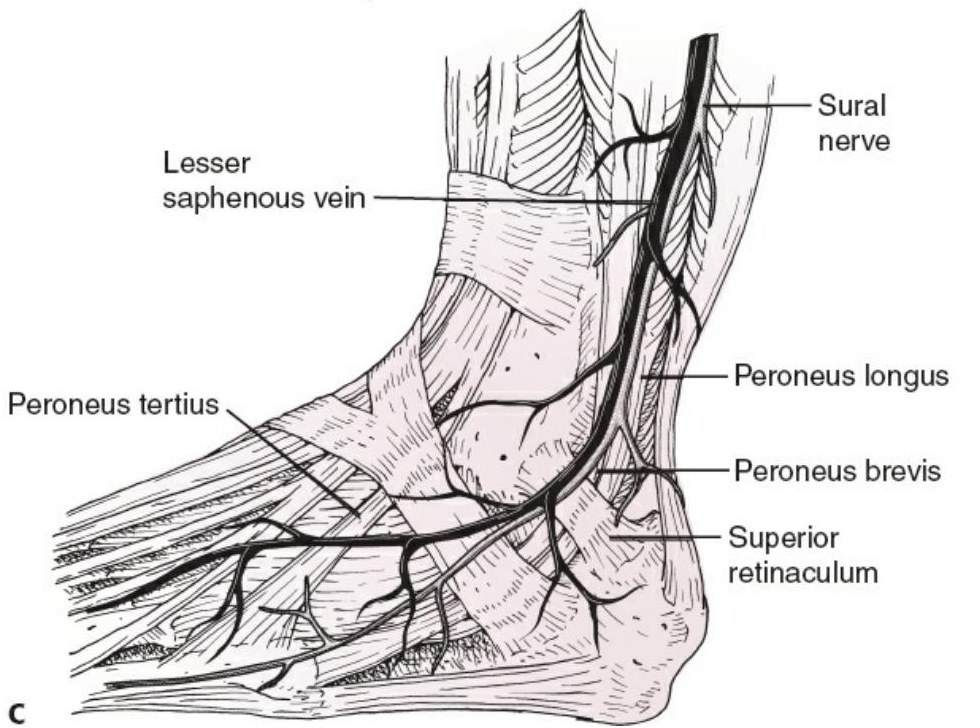 Sural
nerve
Lesser
saphenous vein
Peroneus longus
Peroneus tertius
Peroneus brevis
Superior
retinaculum
C